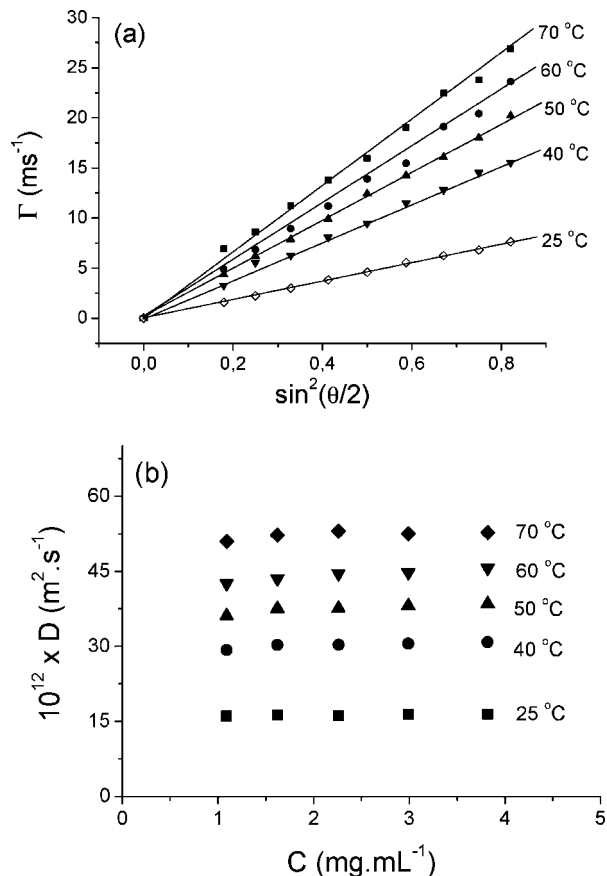 (a)
30
25
20
15
10
5
0
Γ (ms⁻¹)
70 °C
60 °C
50 °C
40 °C
25 °C
0,0 0,2 0,4 0,6 0,8
sin²(θ/2)
(b)
60
45
30
15
0
10¹² x D (m².s⁻¹)
70 °C
60 °C
50 °C
40 °C
25 °C
0 1 2 3 4 5
C (mg.mL⁻¹)